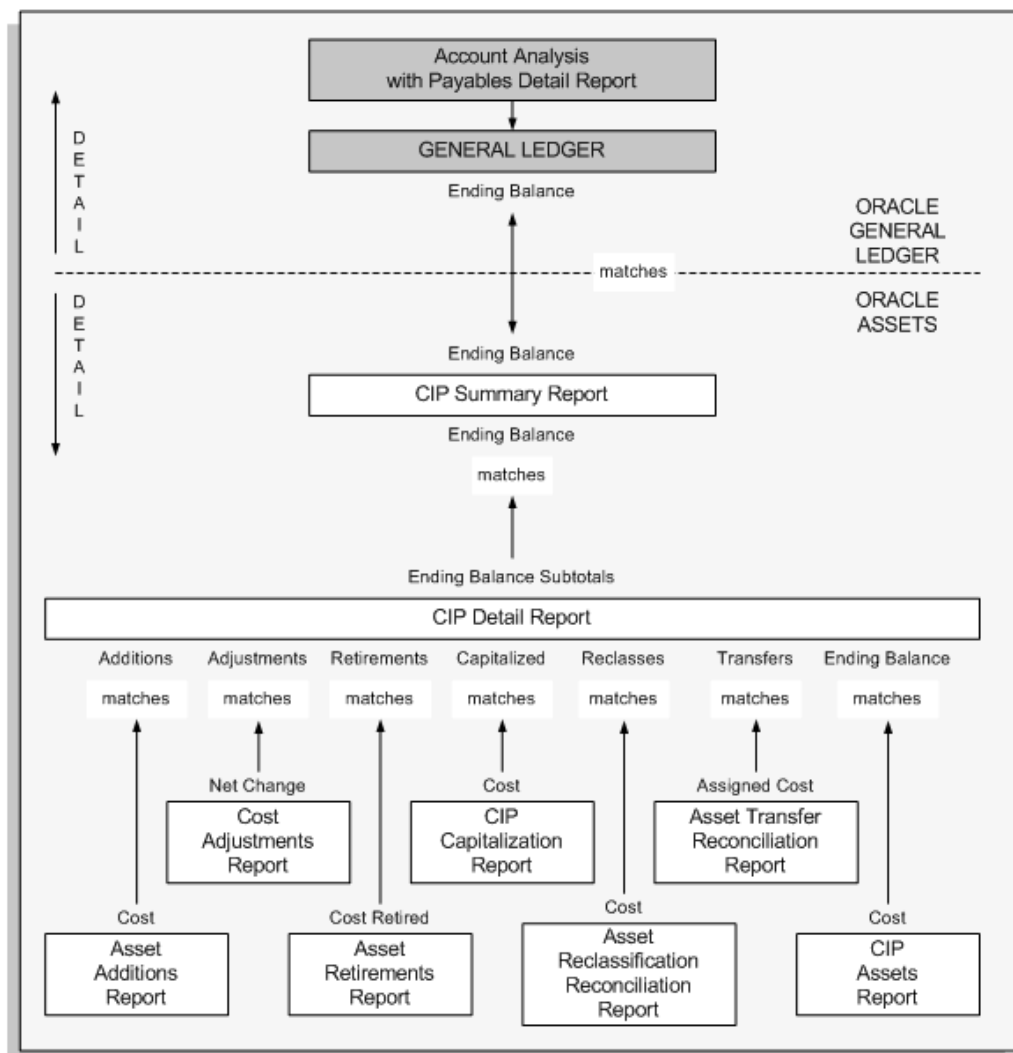 Account Analysis
with Payables Detail Report
GENERAL LEDGER
Ending Balance
DETAIL
ORACLE
GENERAL
LEDGER
matches
DETAIL
ORACLE
ASSETS
Ending Balance
CIP Summary Report
Ending Balance
matches
Ending Balance Subtotals
CIP Detail Report
Additions Adjustments Retirements Capitalized Reclasses Transfers Ending Balance
matches matches matches matches matches matches matches
Net Change
Cost
Adjustments
Report
Cost
CIP
Capitalization
Report
Assigned Cost
Asset Transfer
Reconciliation
Report
Cost
Asset
Additions
Report
Cost Retired
Asset
Retirements
Report
Cost
Asset
Reclassification
Reconciliation
Report
Cost
CIP
Assets
Report